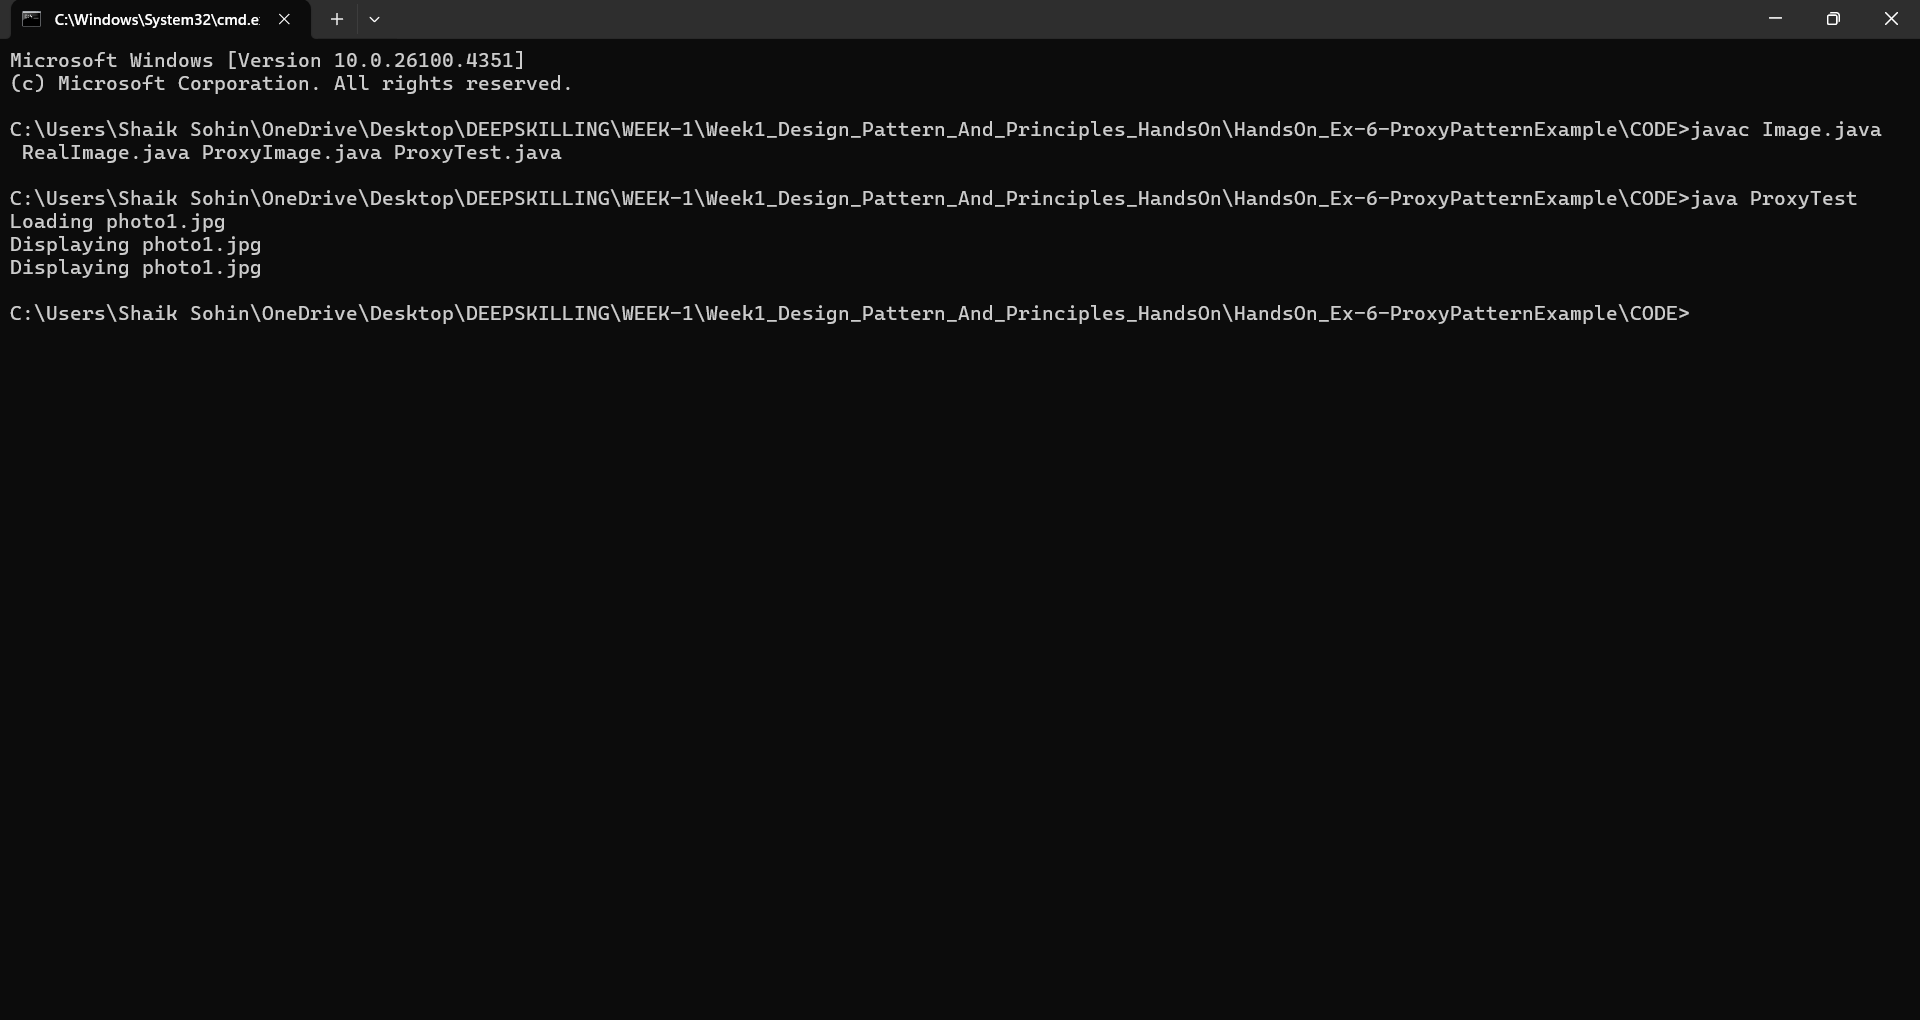 C:\Windows\System32\cmd.e
Microsoft Windows [Version 10.0.26100.4351]
(c) Microsoft Corporation. All rights reserved.
C:\Users\Shaik Sohin\OneDrive\Desktop\DEEPSKILLING\WEEK-1\Week1_Design_Pattern_And_Principles_HandsOn\HandsOn_Ex-6-ProxyPatternExample\CODE>javac Image.java
 RealImage.java ProxyImage.java ProxyTest.java
C:\Users\Shaik Sohin\OneDrive\Desktop\DEEPSKILLING\WEEK-1\Week1_Design_Pattern_And_Principles_HandsOn\HandsOn_Ex-6-ProxyPatternExample\CODE>java ProxyTest
Loading photo1.jpg
Displaying photo1.jpg
Displaying photo1.jpg
C:\Users\Shaik Sohin\OneDrive\Desktop\DEEPSKILLING\WEEK-1\Week1_Design_Pattern_And_Principles_HandsOn\HandsOn_Ex-6-ProxyPatternExample\CODE>